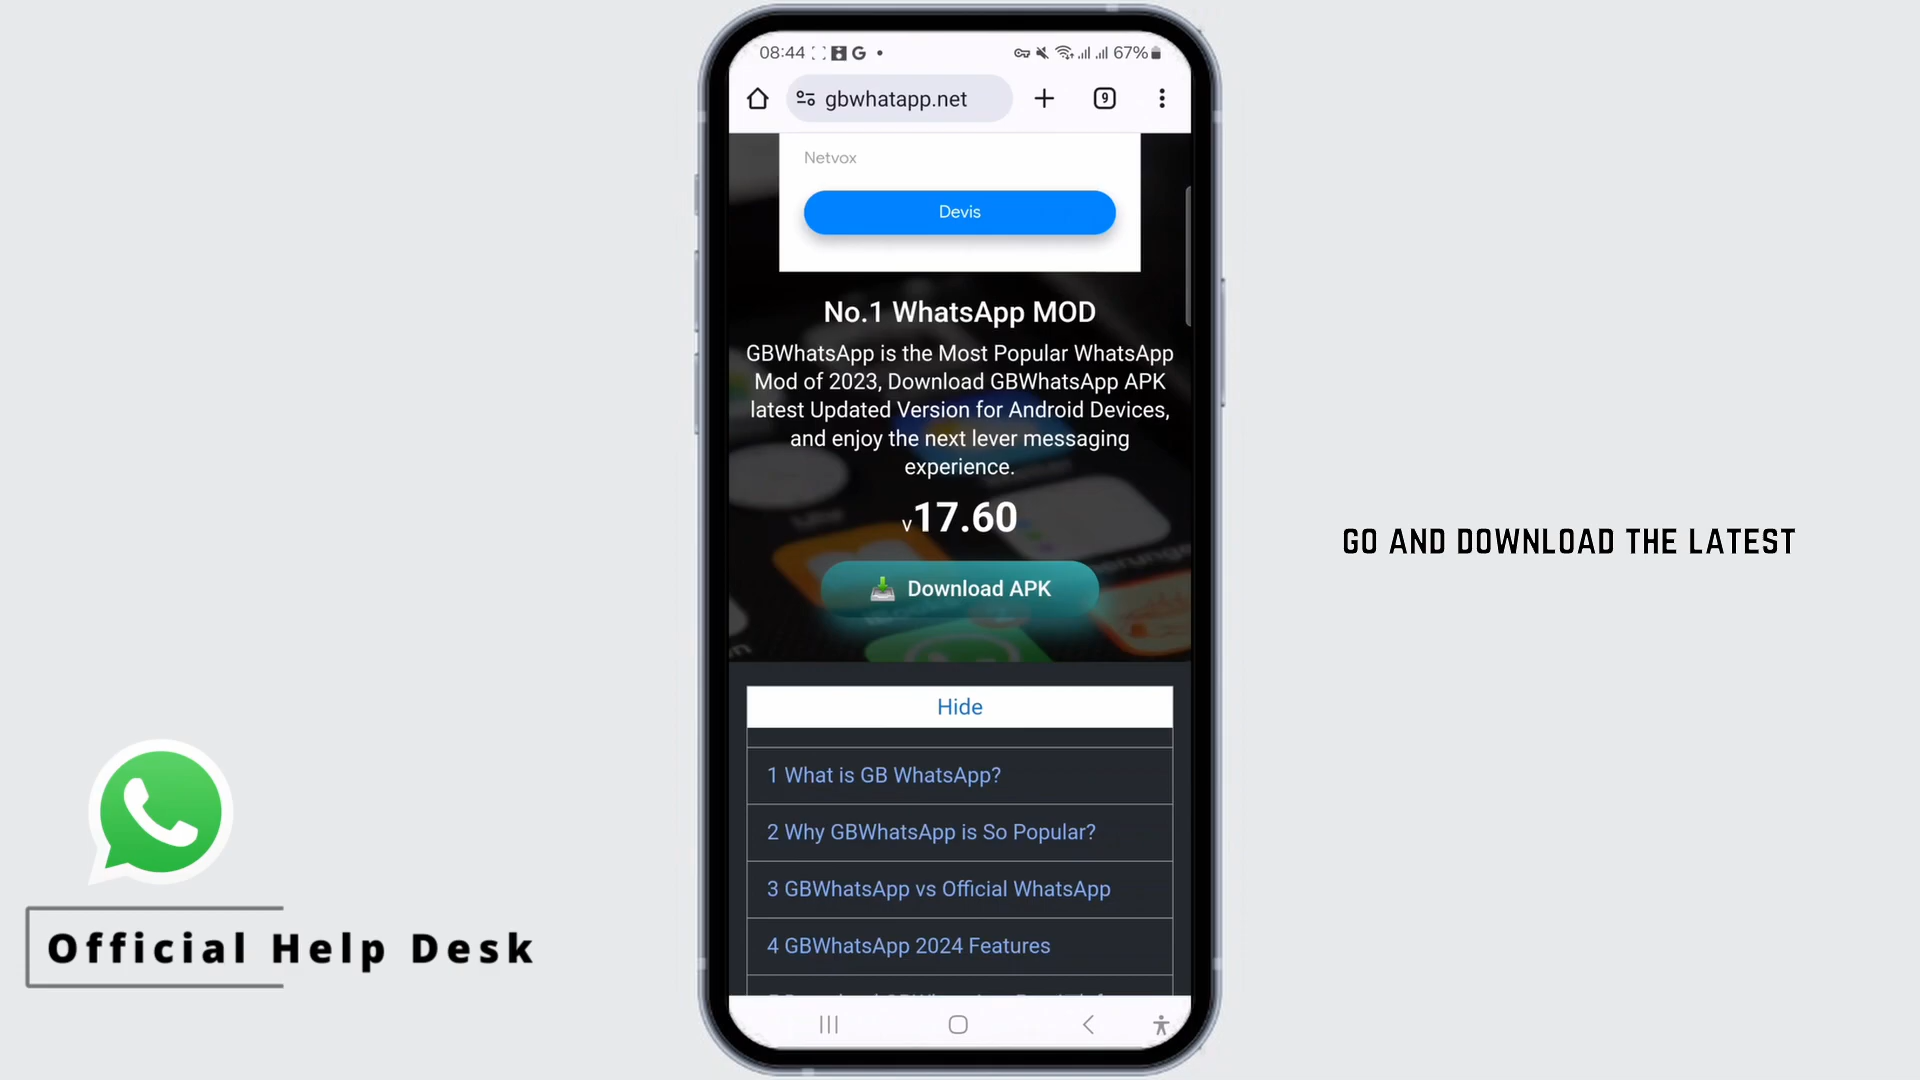 08:44
67%
gbwhatapp.net
9
Netvox
Devis
No.1 WhatsApp MOD
GBWhatsApp is the Most Popular WhatsApp
Mod of 2023, Download GBWhatsApp APK
latest Updated Version for Android Devices,
and enjoy the next lever messaging
experience.
v17.60
Download APK
Hide
1 What is GB WhatsApp?
2 Why GBWhatsApp is So Popular?
3 GBWhatsApp vs Official WhatsApp
4 GBWhatsApp 2024 Features
GO AND DOWNLOAD THE LATEST
Official Help Desk